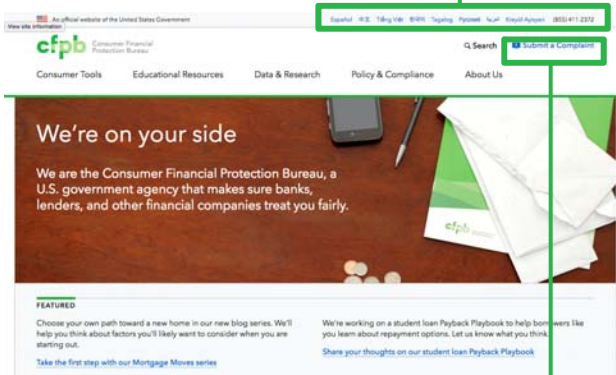 An official website of the United States Government
Español 中文 Tiếng Việt 한국어 Tagalog Русский العربية Kreyòl Ayisyen (855) 411-2372
View site information
cfpb Consumer Financial
Protection Bureau
Search Submit a Complaint
Consumer Tools Educational Resources Data & Research Policy & Compliance About Us
We're on your side
We are the Consumer Financial Protection Bureau, a
U.S. government agency that makes sure banks,
lenders, and other financial companies treat you fairly.
cfpb
FEATURED
Choose your own path toward a new home in our new blog series. We'll
help you think about factors you'll likely want to consider when you are
starting out.
Take the first step with our Mortgage Moves series
We're working on a student loan Payback Playbook to help borrowers like
you learn about repayment options. Let us know what you think.
Share your thoughts on our student loan Payback Playbook